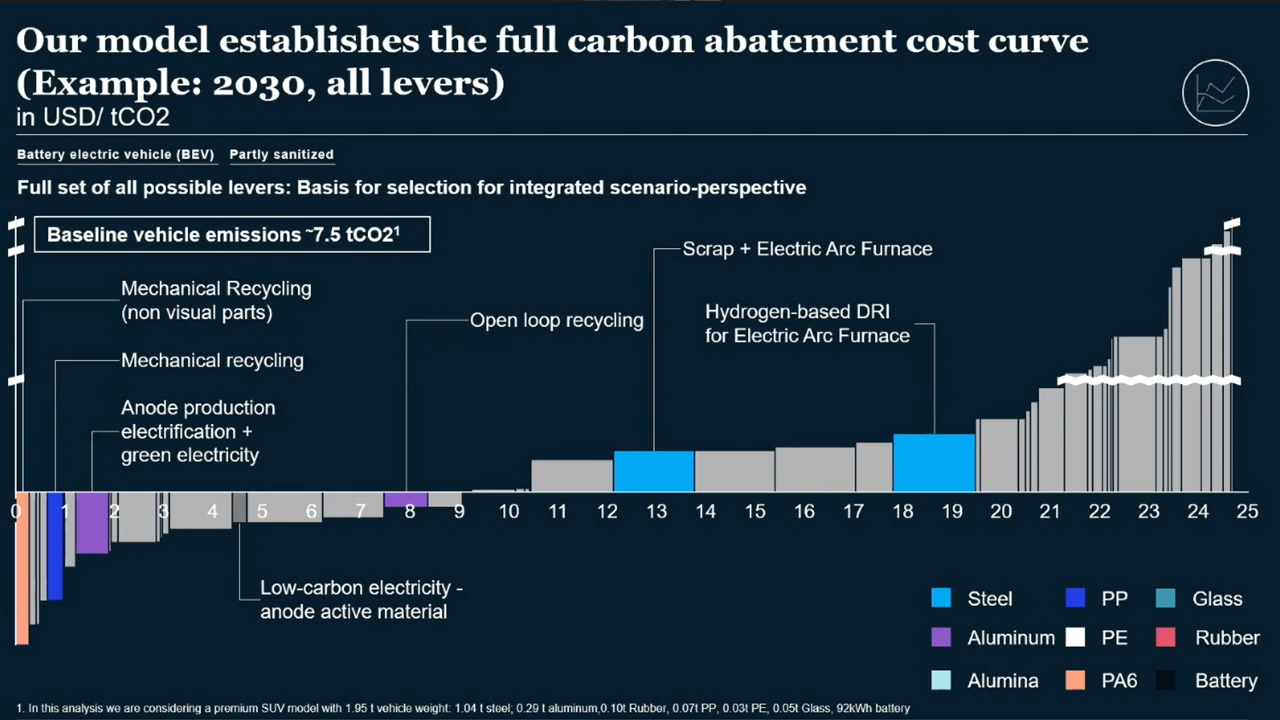 Our model establishes the full carbon abatement cost curve
(Example: 2030, all levers)
in USD/ tCO2
Battery electric vehicle (BEV) Partly sanitized
Full set of all possible levers: Basis for selection for integrated scenario-perspective
Baseline vehicle emissions ~7.5 tCO2¹
Scrap + Electric Arc Furnace
Mechanical Recycling
(non visual parts)
Hydrogen-based DRI
for Electric Arc Furnace
Open loop recycling
Mechanical recycling
Anode production
electrification +
green electricity
0 1 2 3 4 5 6 7 8 9 10 11 12 13 14 15 16 17 18 19 20 21 22 23 24 25
Low-carbon electricity -
anode active material
Steel PP Glass
Aluminum PE Rubber
Alumina PA6 Battery
1. In this analysis we are considering a premium SUV model with 1.95 t vehicle weight: 1.04 t steel; 0.29 t aluminum,0.10t Rubber, 0.07t PP, 0.03t PE, 0.05t Glass, 92kWh battery